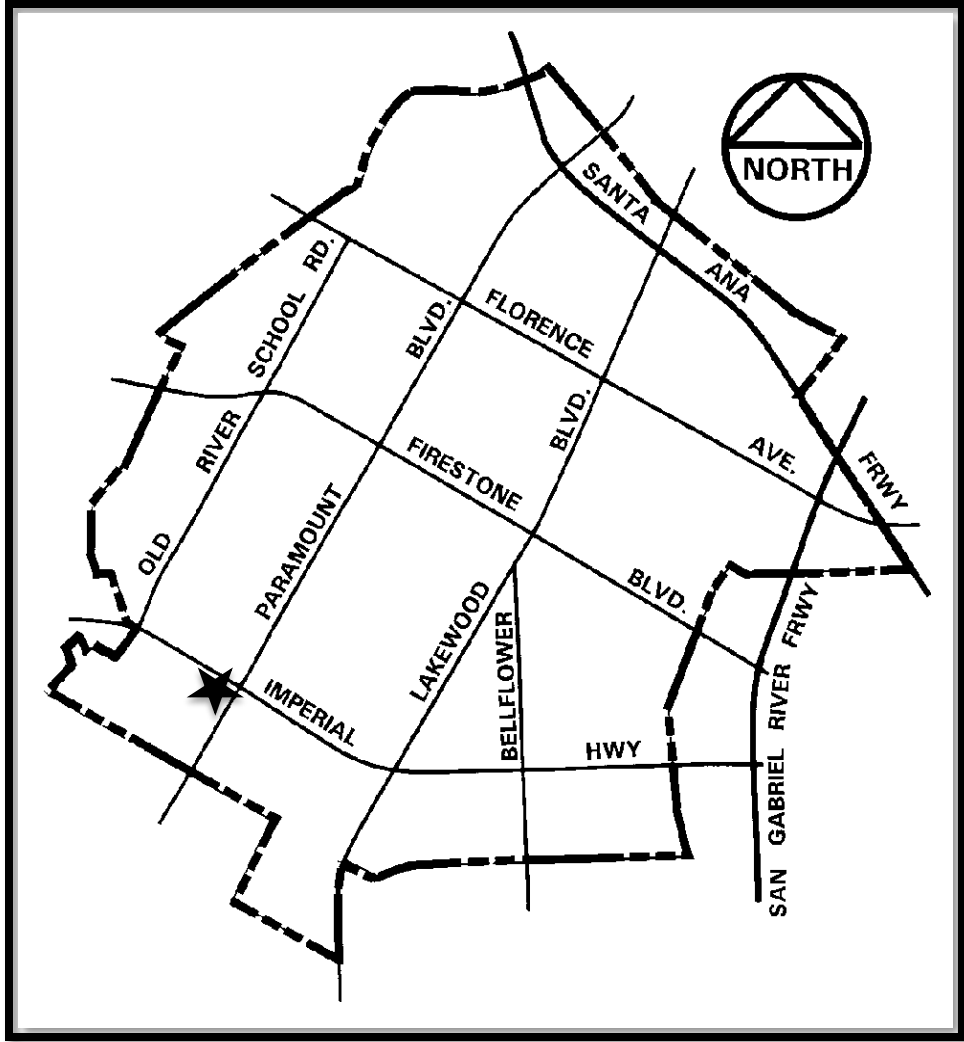 NORTH
SANTA
ANA
FRWY
OLD RIVER SCHOOL RD.
PARAMOUNT BLVD.
LAKEWOOD BLVD.
FLORENCE AVE.
FIRESTONE BLVD.
BELLFLOWER
IMPERIAL HWY
SAN GABRIEL RIVER FRWY